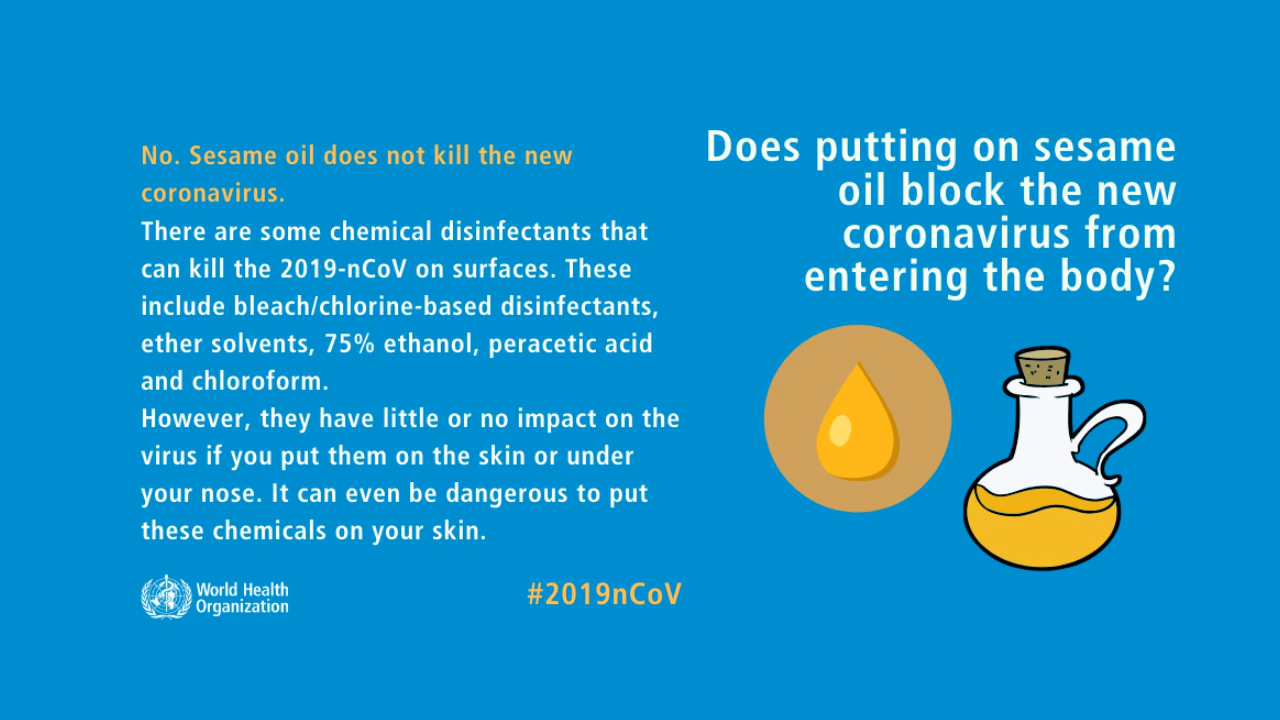 Does putting on sesame
oil block the new
coronavirus from
entering the body?
No. Sesame oil does not kill the new
coronavirus.
There are some chemical disinfectants that
can kill the 2019-nCoV on surfaces. These
include bleach/chlorine-based disinfectants,
ether solvents, 75% ethanol, peracetic acid
and chloroform.
However, they have little or no impact on the
virus if you put them on the skin or under
your nose. It can even be dangerous to put
these chemicals on your skin.
World Health
Organization
#2019nCoV